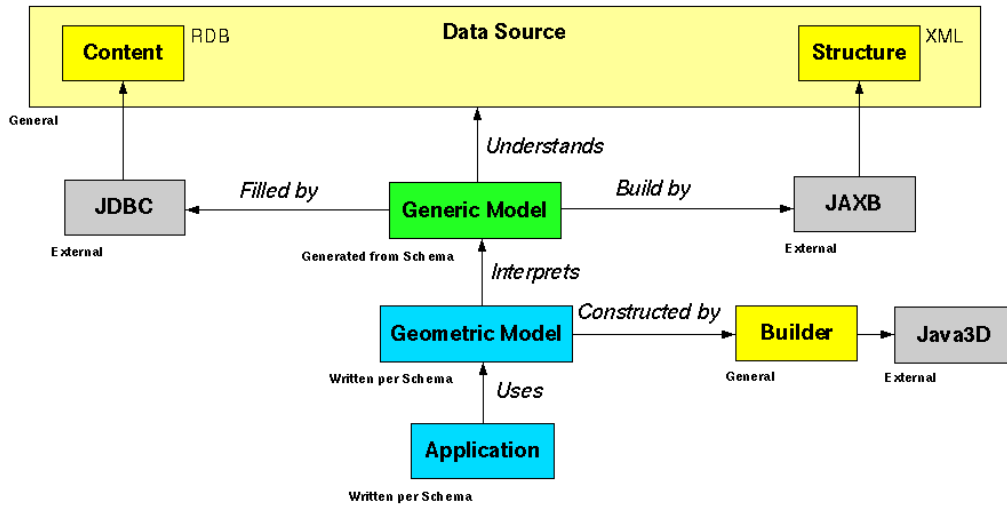 RDB
Data Source
XML
Content
Structure
General
Understands
Filled by
Build by
JDBC
Generic Model
JAXB
External
Generated from Schema
External
Interprets
Constructed by
Geometric Model
Builder
Java3D
Written per Schema
General
External
Uses
Application
Written per Schema